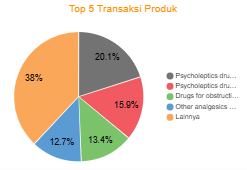 Top 5 Transaksi Produk
20.1%
15.9%
13.4%
12.7%
38%
Psycholeptics dru...
Psycholeptics dru...
Drugs for obstructi...
Other analgesics ...
Lainnya